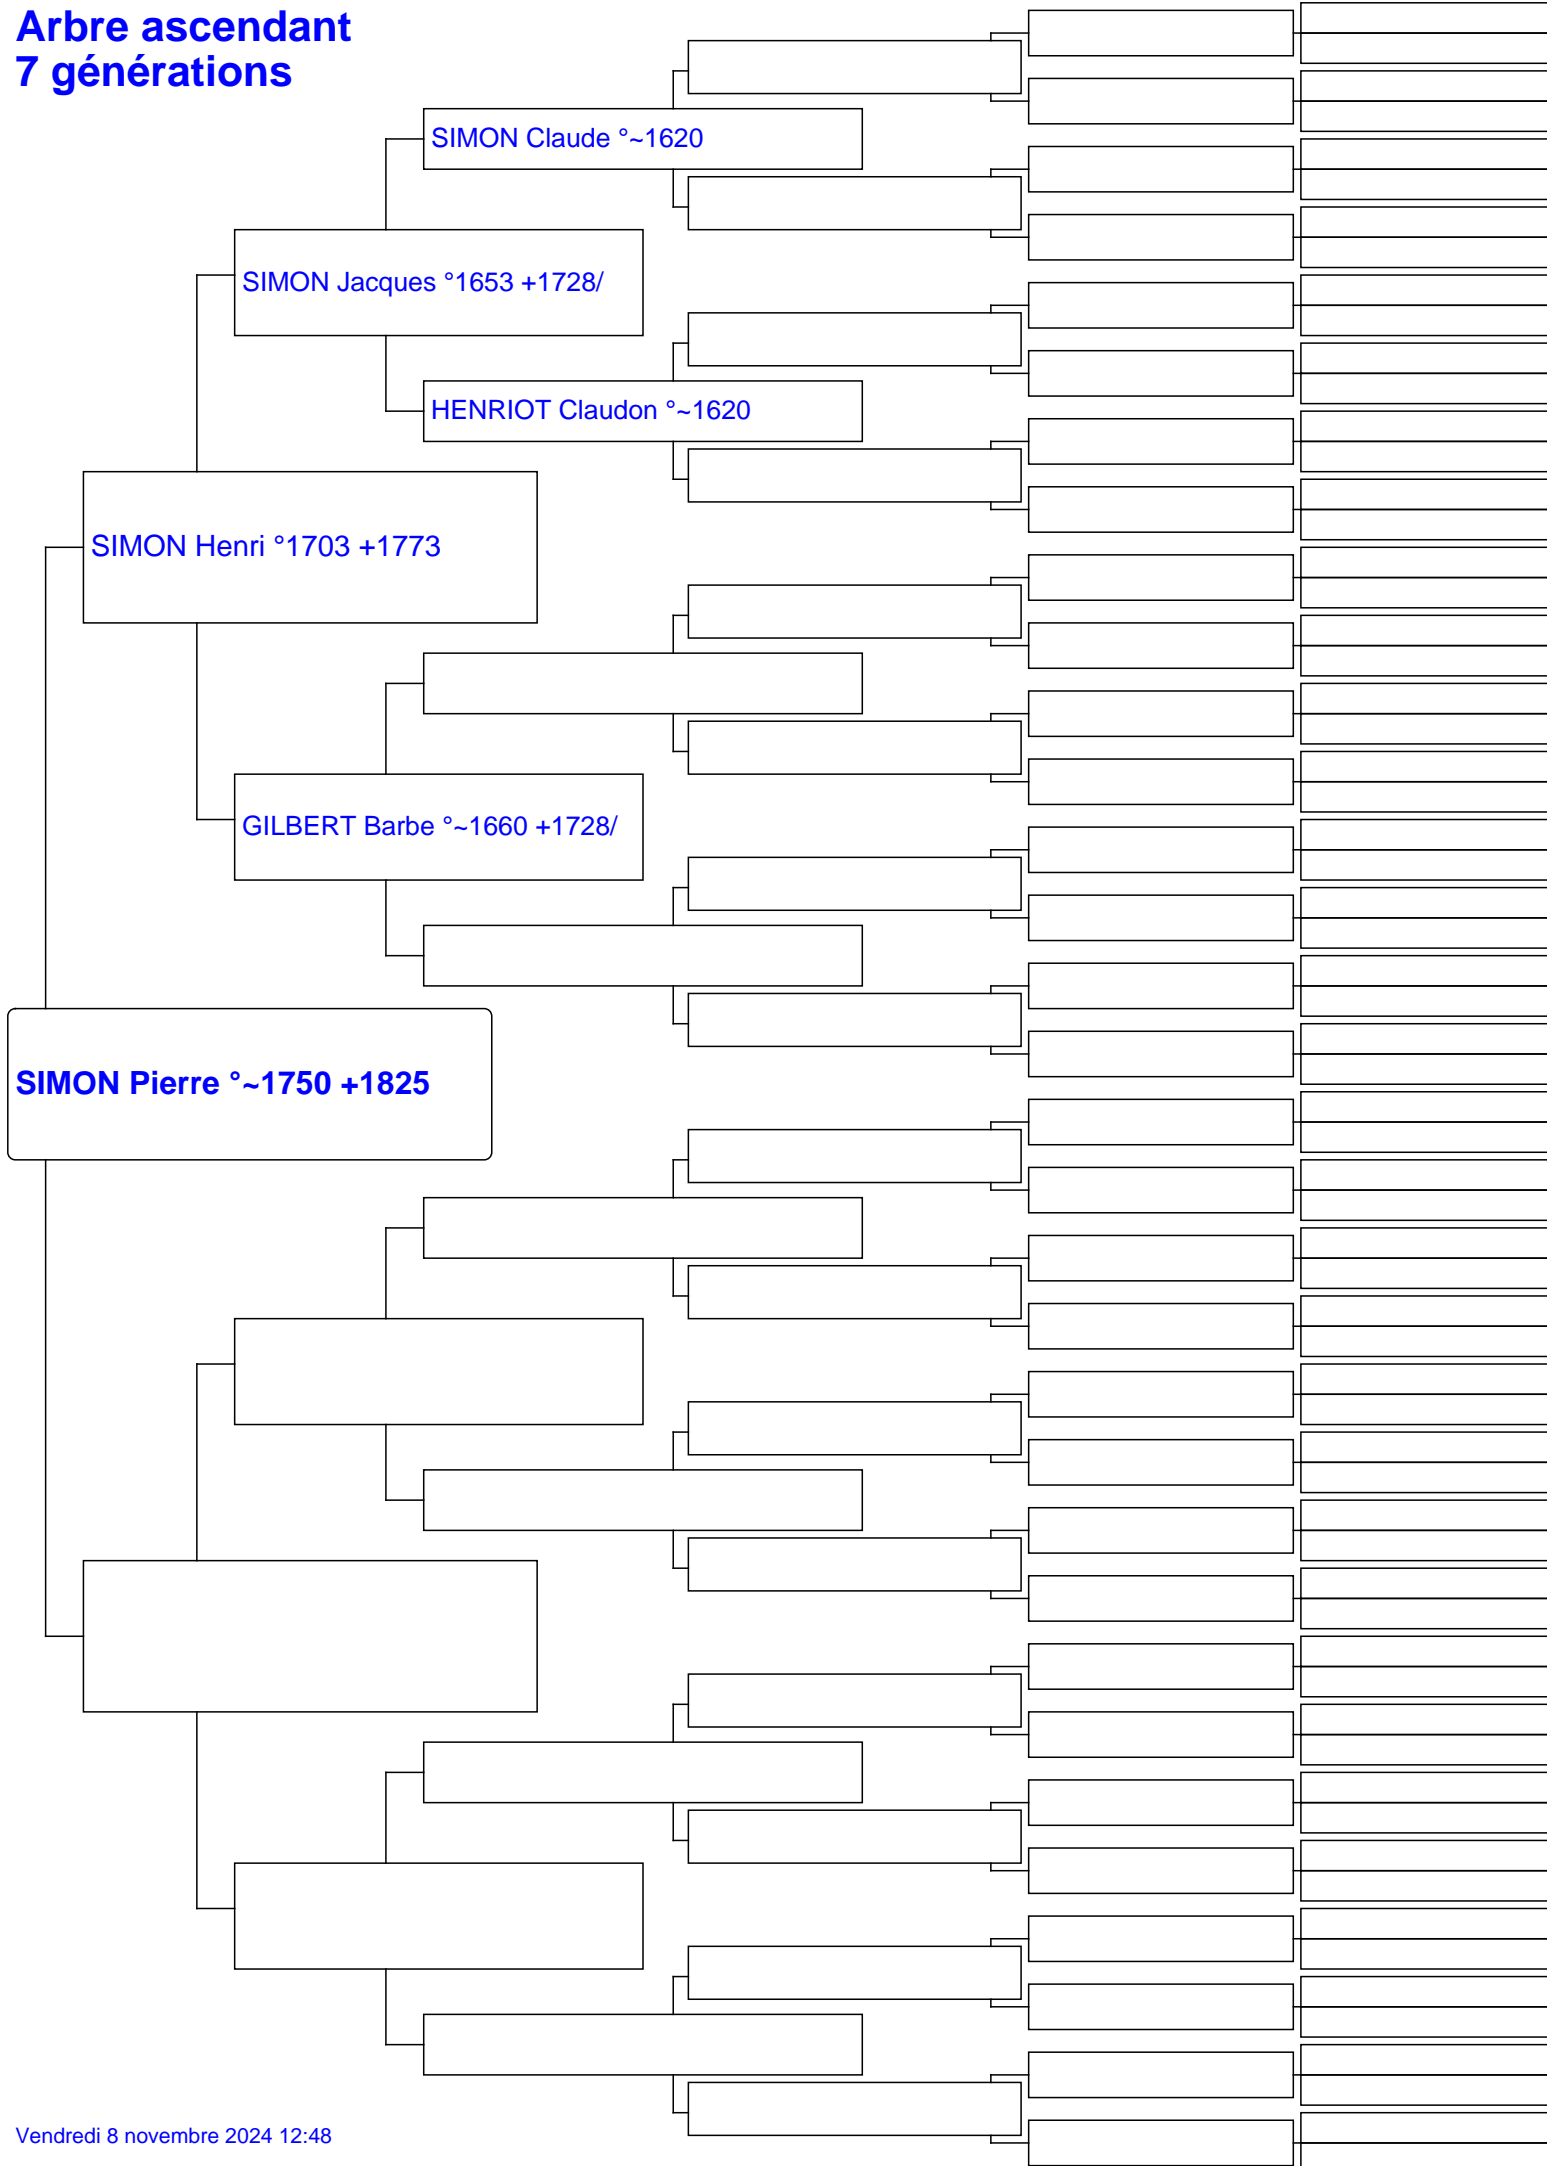 Arbre ascendant
7 générations
SIMON Claude °~1620
SIMON Jacques °1653 +1728/
HENRIOT Claudon °~1620
SIMON Henri °1703 +1773
GILBERT Barbe °~1660 +1728/
SIMON Pierre °~1750 +1825
Vendredi 8 novembre 2024 12:48